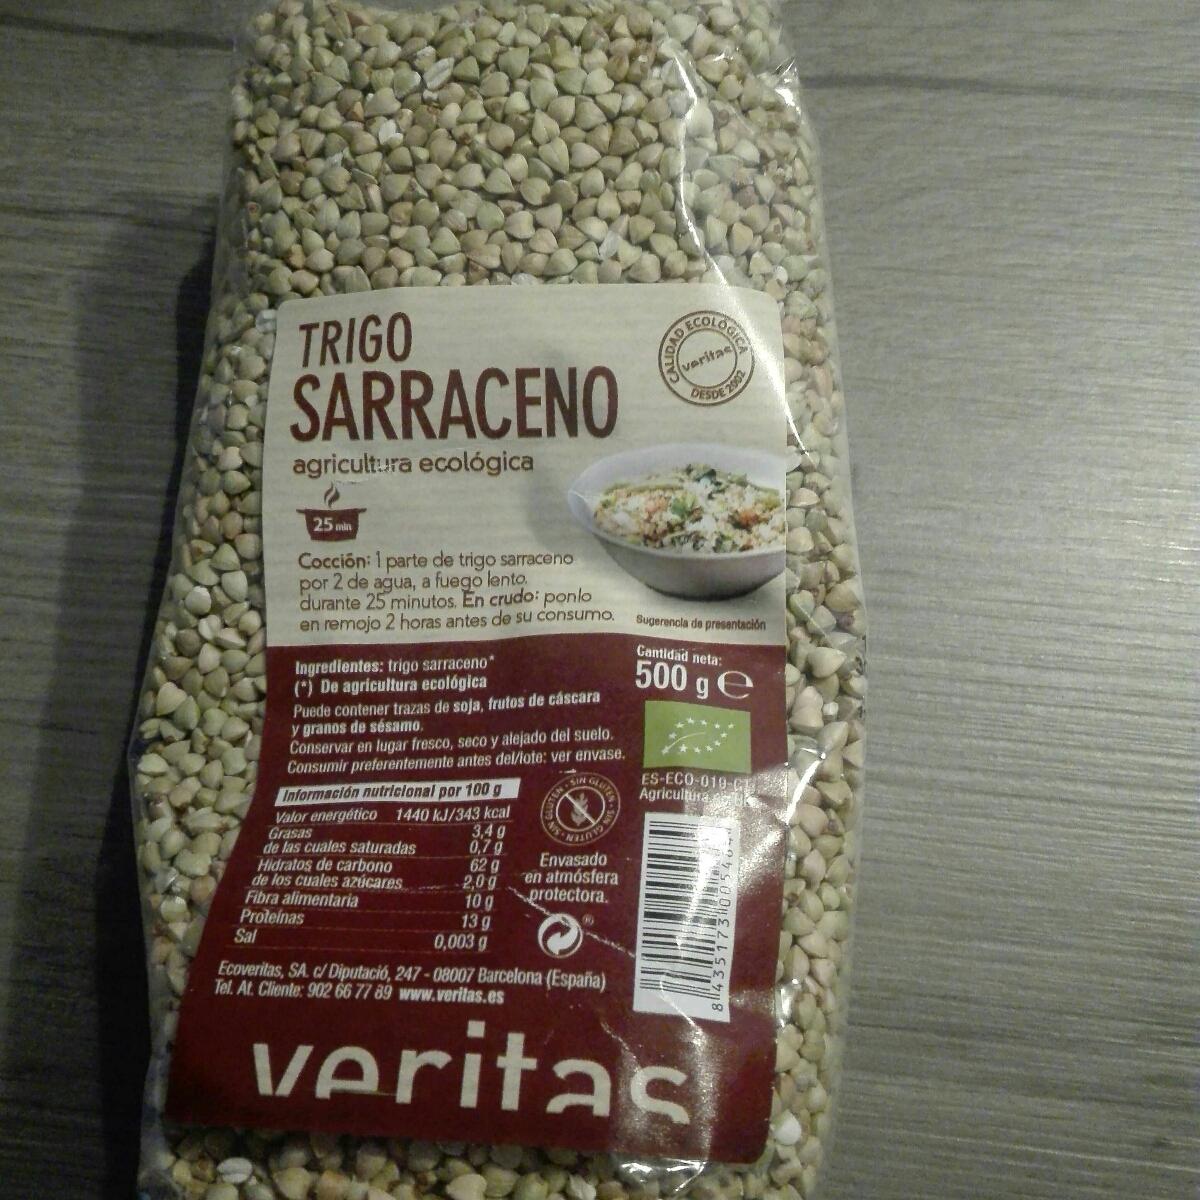 TRIGO
SARRACENO
agricultura ecológica
CALIDAD ECOLÓGICA
veritas
DESDE 2002
25 min
Cocción: 1 parte de trigo sarraceno
por 2 de agua, a fuego lento,
durante 25 minutos. En crudo: ponlo
en remojo 2 horas antes de su consumo.
Sugerencia de presentación
Ingredientes: trigo sarraceno*
(*) De agricultura ecológica
Puede contener trazas de soja, frutos de cáscara
y granos de sésamo.
Conservar en lugar fresco, seco y alejado del suelo.
Consumir preferentemente antes del/lote: ver envase.
Cantidad neta:
500 g e
ES-ECO-019-CT
Agricultura
Información nutricional por 100 g
Valor energético 1440 kJ/343 kcal
Grasas 3,4 g
de las cuales saturadas 0,7 g
Hidratos de carbono 62 g
de los cuales azúcares 2,0 g
Fibra alimentaria 10 g
Proteínas 13 g
Sal 0,003 g
SIN GLUTEN · SIN GLUTEN · SIN GLUTEN
Envasado
en atmósfera
protectora.
®
Ecoveritas, SA. c/ Diputació, 247 - 08007 Barcelona (España)
Tel. At. Cliente: 902 66 77 89 www.veritas.es
veritas